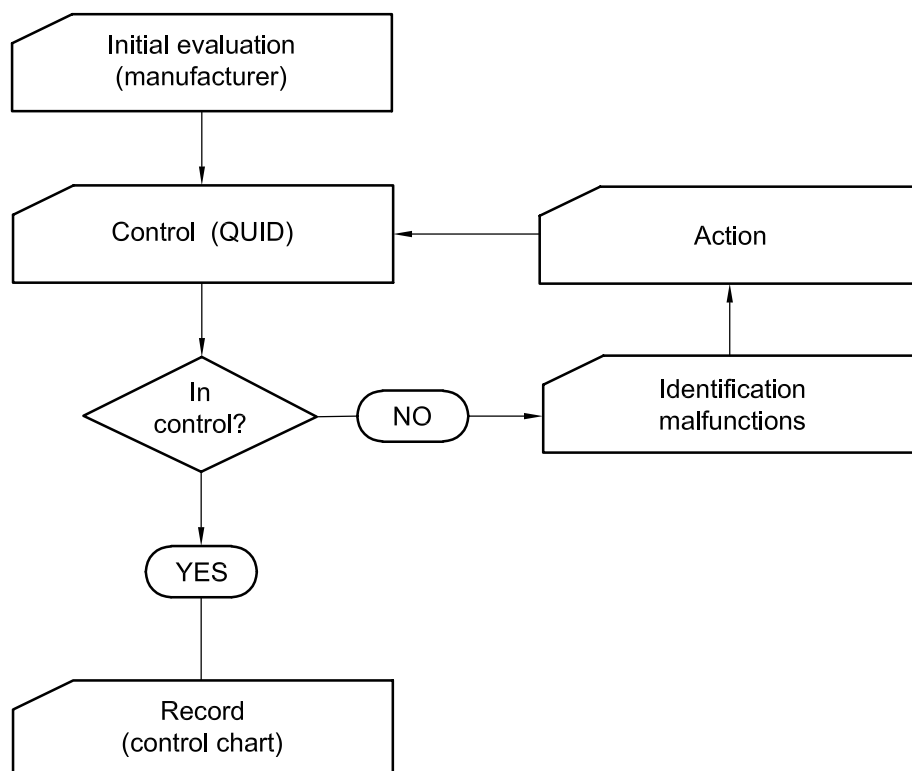 Initial evaluation
(manufacturer)
Control (QUID)
Action
In
control?
NO
Identification
malfunctions
YES
Record
(control chart)